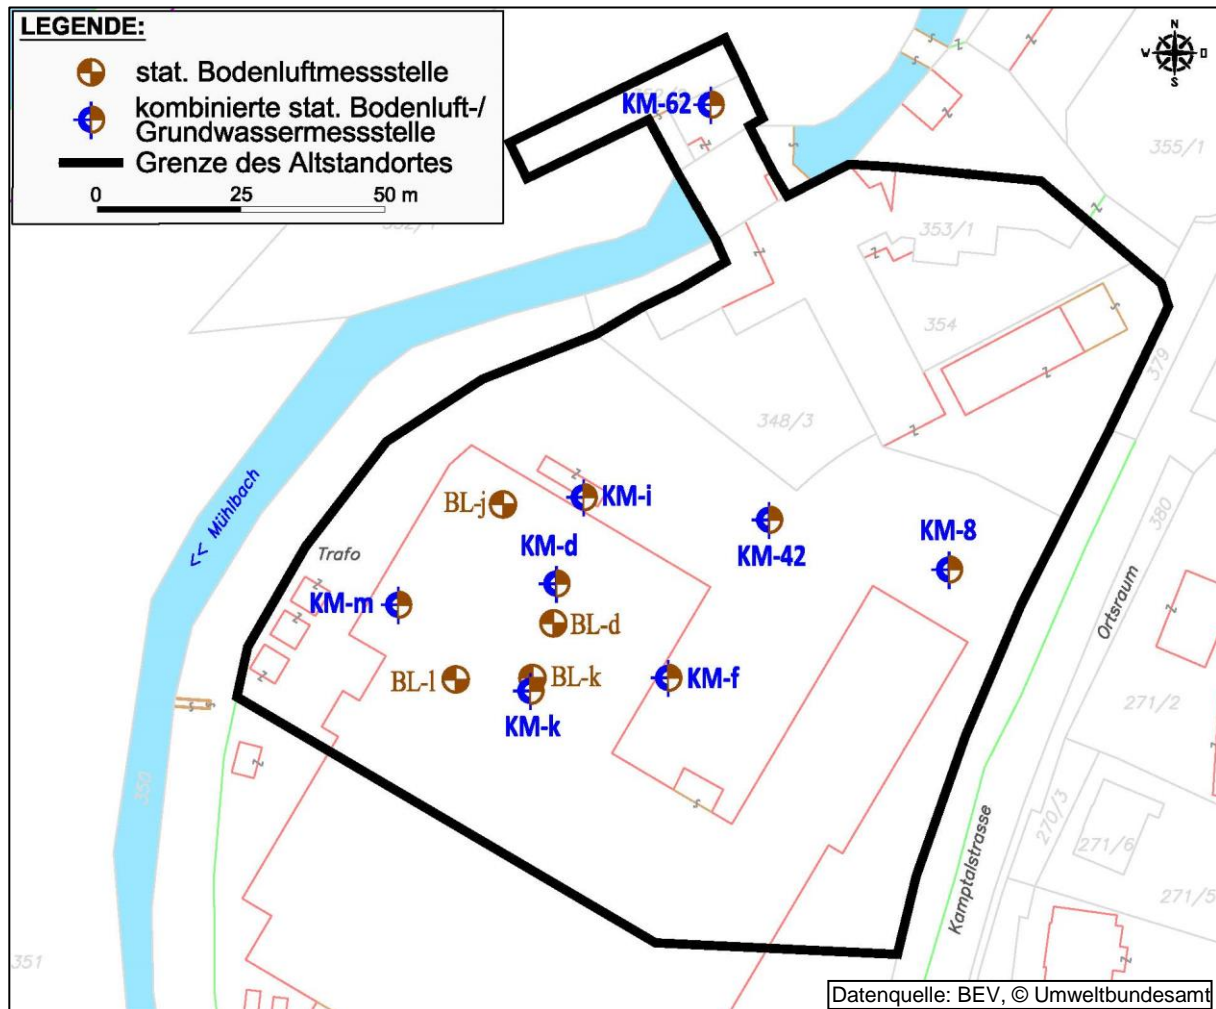 LEGENDE:
stat. Bodenluftmessstelle
kombinierte stat. Bodenluft-/
Grundwassermessstelle
Grenze des Altstandortes
0 25 50 m
N
W O
S
KM-62
355/1
353/1
354
379
348/3
380
<< Mühlbach
BL-j
KM-i
KM-d
KM-42
KM-8
Trafo
KM-m
BL-d
Ortsraum
BL-l
BL-k
KM-f
KM-k
271/2
350
270/3
271/6
Kamptalstrasse
271/5
351
Datenquelle: BEV, © Umweltbundesamt